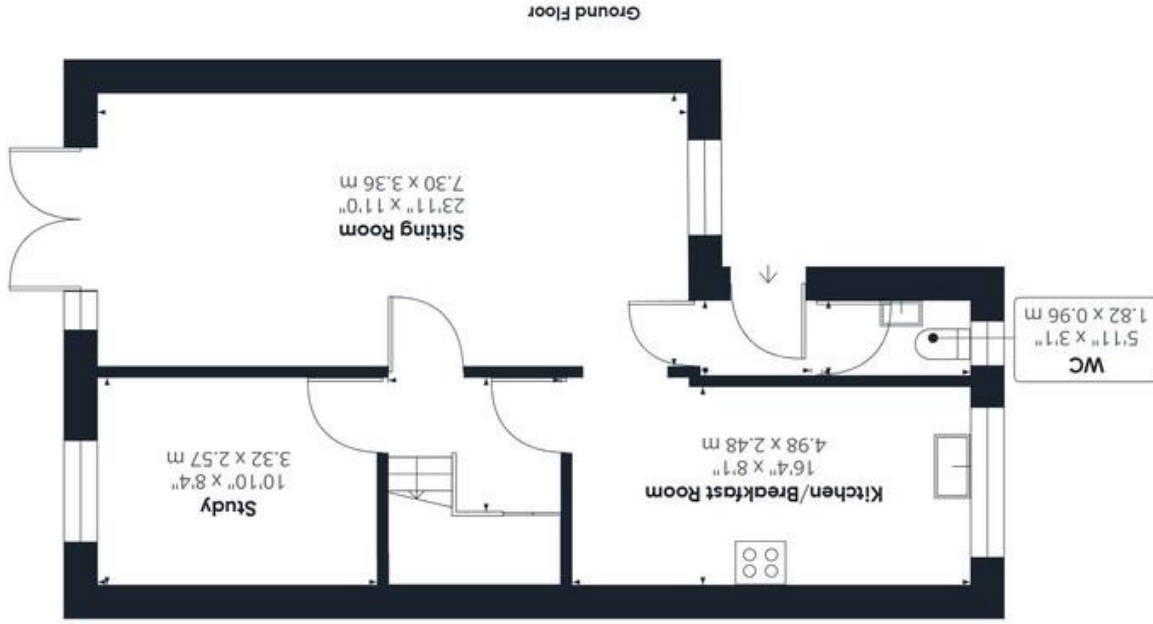 Kitchen/Breakfast Room
16'4" x 8'1"
4.98 x 2.48 m
Study
10'10" x 8'4"
3.32 x 2.57 m
WC
5'11" x 3'1"
1.82 x 0.96 m
Sitting Room
23'11" x 11'0"
7.30 x 3.36 m
Ground Floor